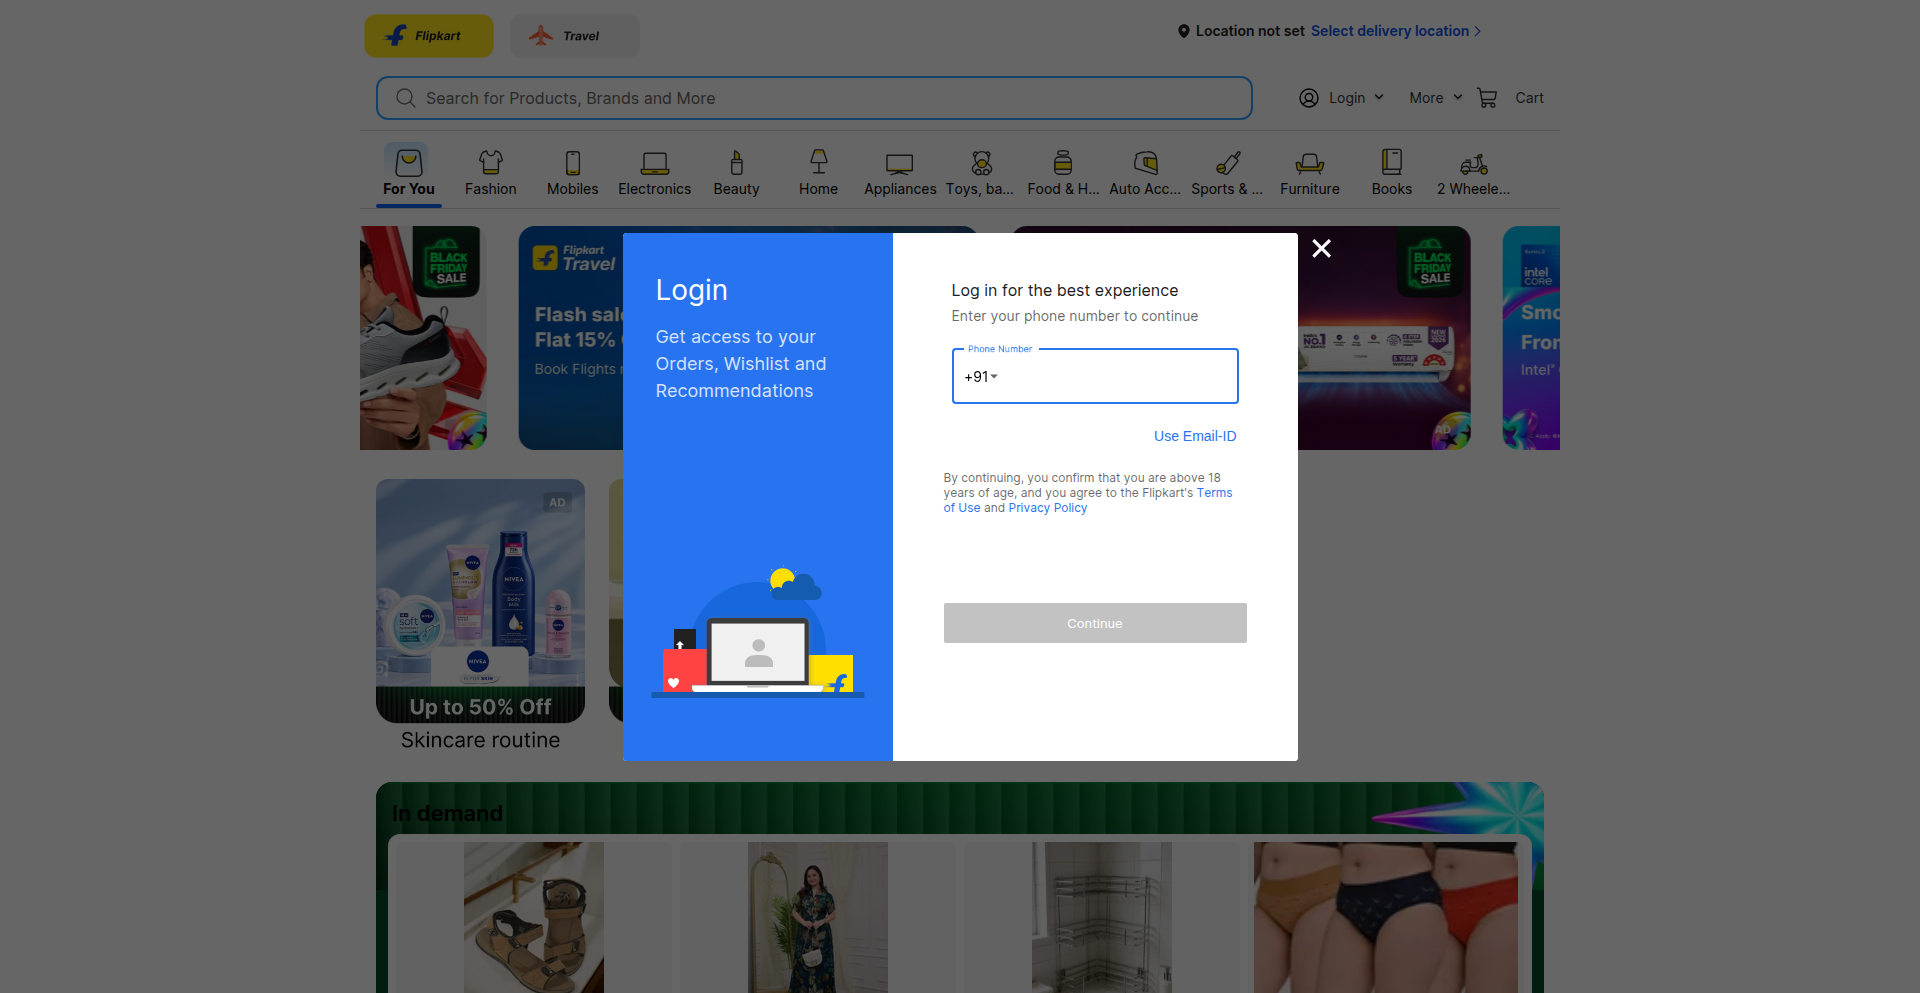 Flipkart
Travel
Location not set Select delivery location
Search for Products, Brands and More
Login
More
Cart
For You
Fashion
Mobiles
Electronics
Beauty
Home
Appliances
Toys, ba...
Food & H...
Auto Acc...
Sports & ...
Furniture
Books
2 Wheele...
BLACK
FRIDAY
SALE
Flipkart
Travel
Flash sal
Flat 15%
Book Flights
Login
Get access to your
Orders, Wishlist and
Recommendations
Log in for the best experience
Enter your phone number to continue
Phone Number
+91
Use Email-ID
By continuing, you confirm that you are above 18
years of age, and you agree to the Flipkart's Terms
of Use and Privacy Policy
Continue
BLACK
FRIDAY
SALE
AD
intel
CORE
Smo
Fron
Intel
AD
NIVEA
NIVEA
soft
NIVEA
Up to 50% Off
Skincare routine
In demand